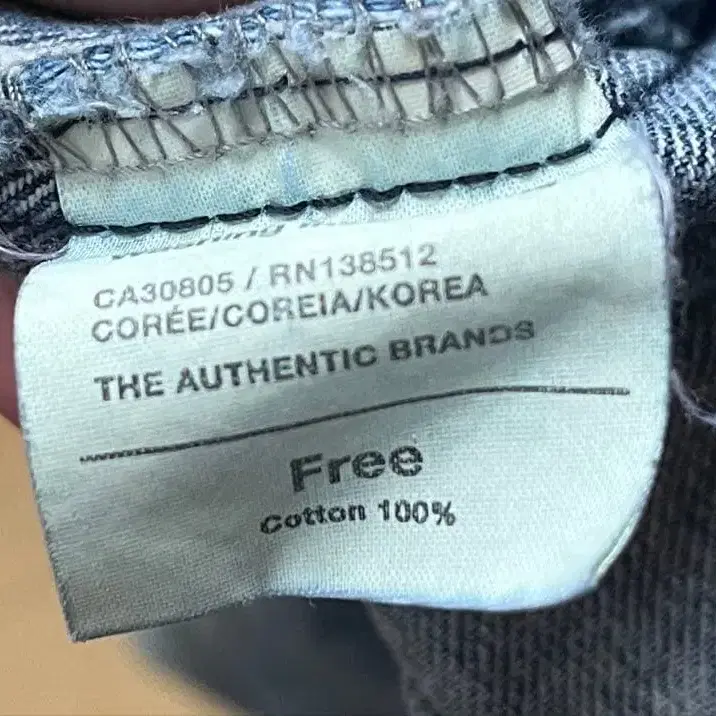 CA30805 / RN138512
CORÉE/COREIA/KOREA
THE AUTHENTIC BRANDS
Free
Cotton 100%